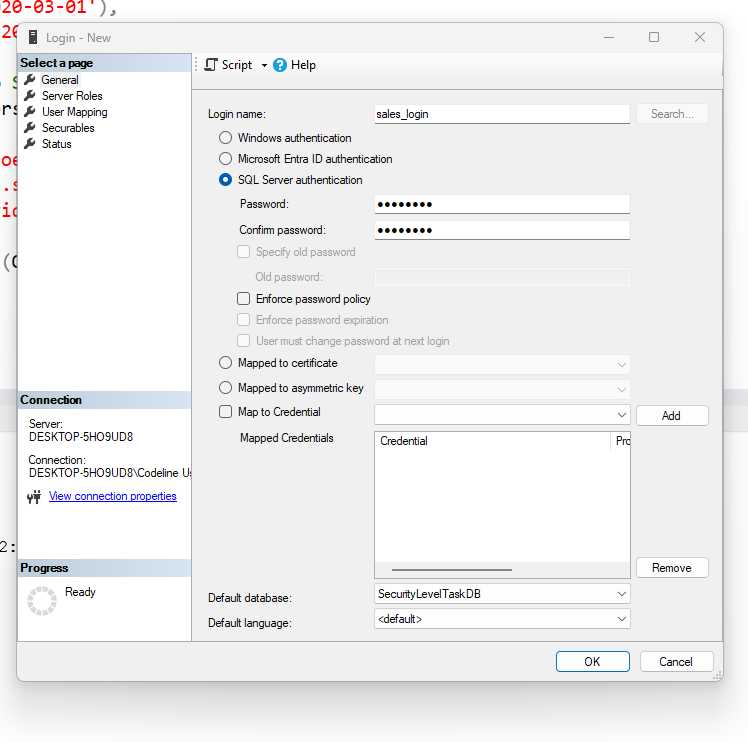 20-03-01'),
20
Login - New
Select a page
General
Server Roles
User Mapping
Securables
Status
Script
Help
Login name:
sales_login
Search...
Windows authentication
Microsoft Entra ID authentication
SQL Server authentication
Password:
●●●●●●●●
Confirm password:
●●●●●●●●
Specify old password
Old password:
Enforce password policy
Enforce password expiration
User must change password at next login
Mapped to certificate
Mapped to asymmetric key
Map to Credential
Add
Mapped Credentials
Credential
Pro
Remove
Default database:
SecurityLevelTaskDB
Default language:
<default>
Connection
Server:
DESKTOP-5HO9UD8
Connection:
DESKTOP-5HO9UD8\Codeline Us
View connection properties
Progress
Ready
OK
Cancel
ers
oe
.s
ric
(C
2: